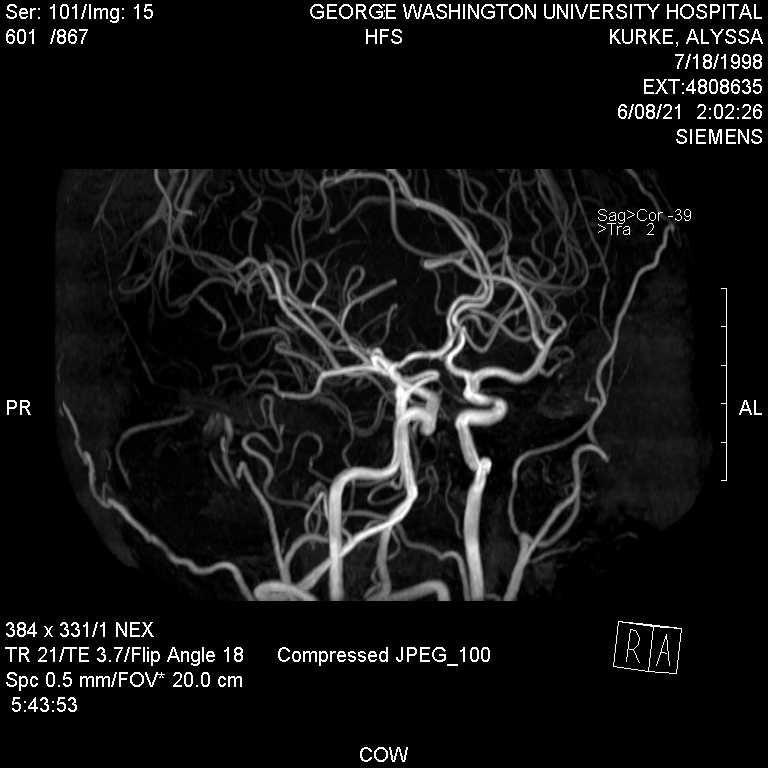 Ser: 101/Img: 15
GEORGE WASHINGTON UNIVERSITY HOSPITAL
601 /867
HFS
KURKE, ALYSSA
7/18/1998
EXT:4808635
6/08/21 2:02:26
SIEMENS
Sag>Cor -39
>Tra 2
PR
AL
384 x 331/1 NEX
TR 21/TE 3.7/Flip Angle 18
Compressed JPEG_100
Spc 0.5 mm/FOV* 20.0 cm
5:43:53
R A
COW